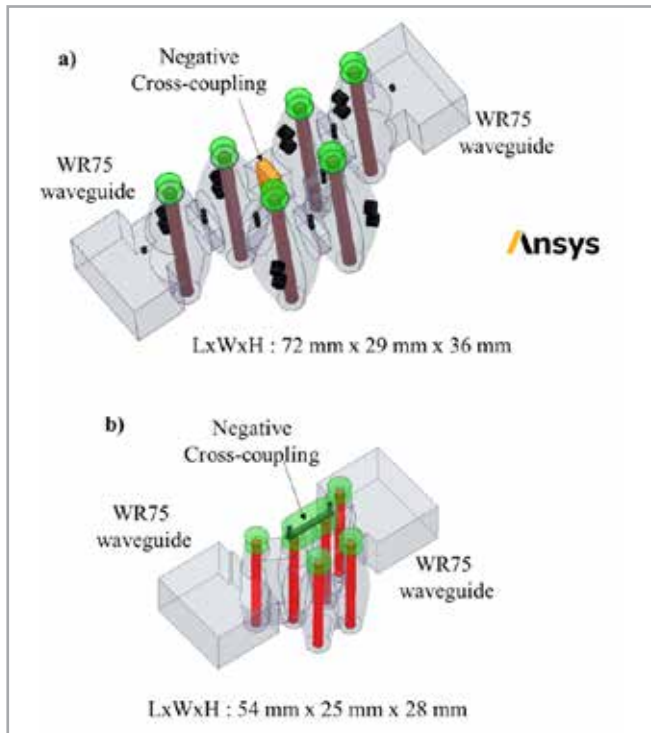 a)
Negative
Cross-coupling
WR75
waveguide
WR75
waveguide
Ansys
LxWxH : 72 mm x 29 mm x 36 mm
b)
Negative
Cross-coupling
WR75
waveguide
WR75
waveguide
LxWxH : 54 mm x 25 mm x 28 mm